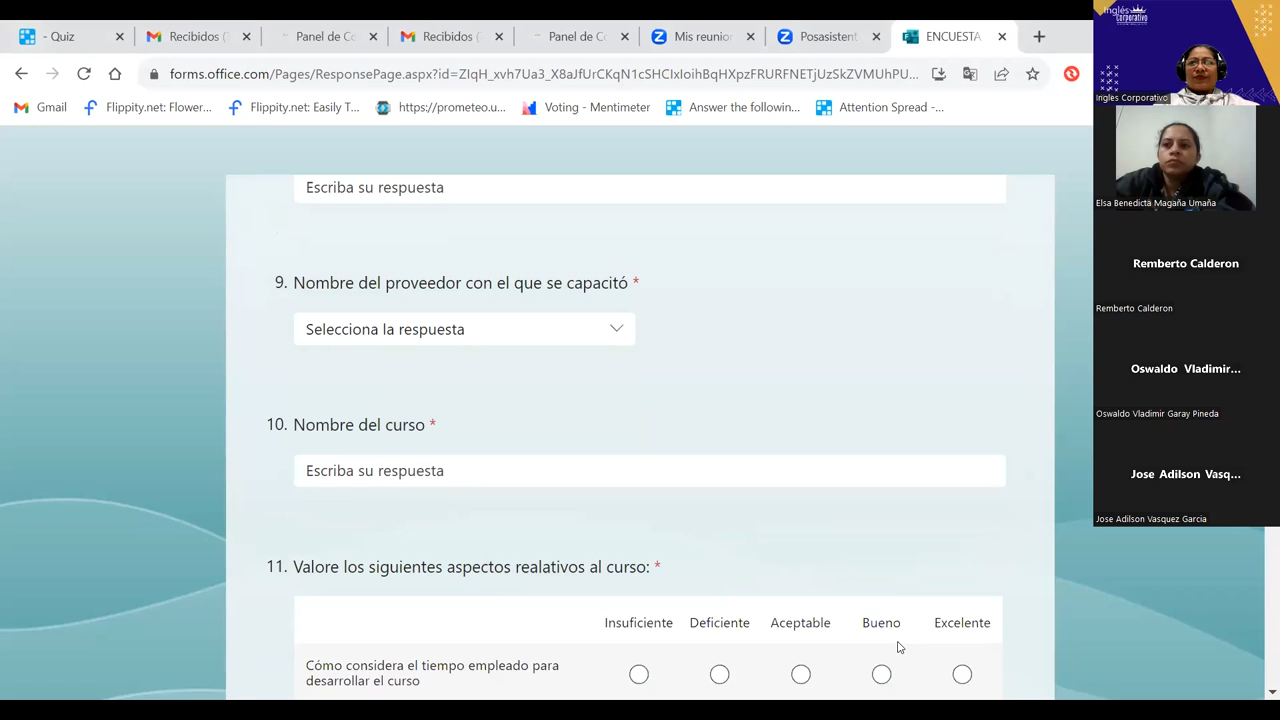 - Quiz
Recibidos (
Panel de Co
Recibidos (
Panel de Co
Mis reunio
Posasistent
ENCUESTA
forms.office.com/Pages/ResponsePage.aspx?id=ZIqH_xvh7Ua3_X8aJfUrCKqN1cSHCIxIoihBqHXpzFRURFNETjUzSkZVMUhPU...
Gmail
Flippity.net: Flower...
Flippity.net: Easily T...
https://prometeo.u...
Voting - Mentimeter
Answer the followin...
Attention Spread -...
Escriba su respuesta
9. Nombre del proveedor con el que se capacitó *
Selecciona la respuesta
10. Nombre del curso *
Escriba su respuesta
11. Valore los siguientes aspectos realativos al curso: *
Insuficiente Deficiente Aceptable Bueno Excelente
Cómo considera el tiempo empleado para
desarrollar el curso
Inglés
Corporativo
Ingles Corporativo
Elsa Benedicta Magaña Umaña
Remberto Calderon
Remberto Calderon
Oswaldo Vladimir...
Oswaldo Vladimir Garay Pineda
Jose Adilson Vasq...
Jose Adilson Vasquez Garcia